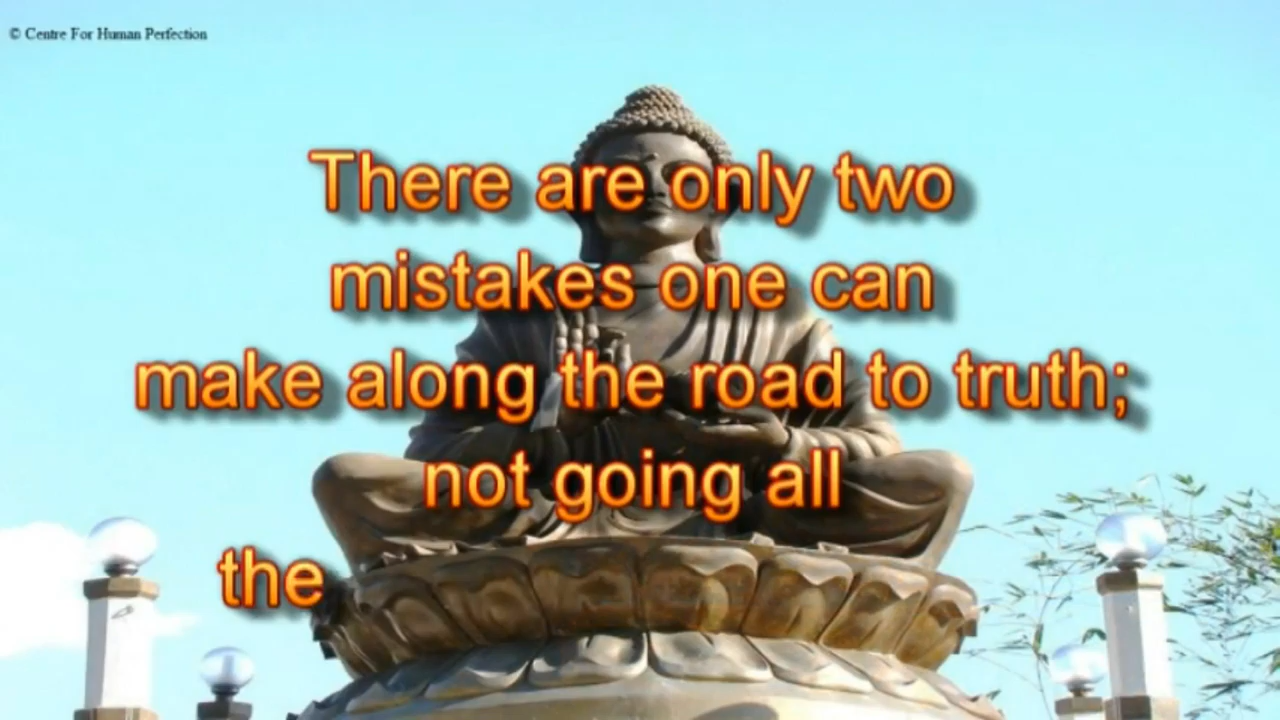 © Centre For Human Perfection
There are only two
mistakes one can
make along the road to truth;
not going all
the